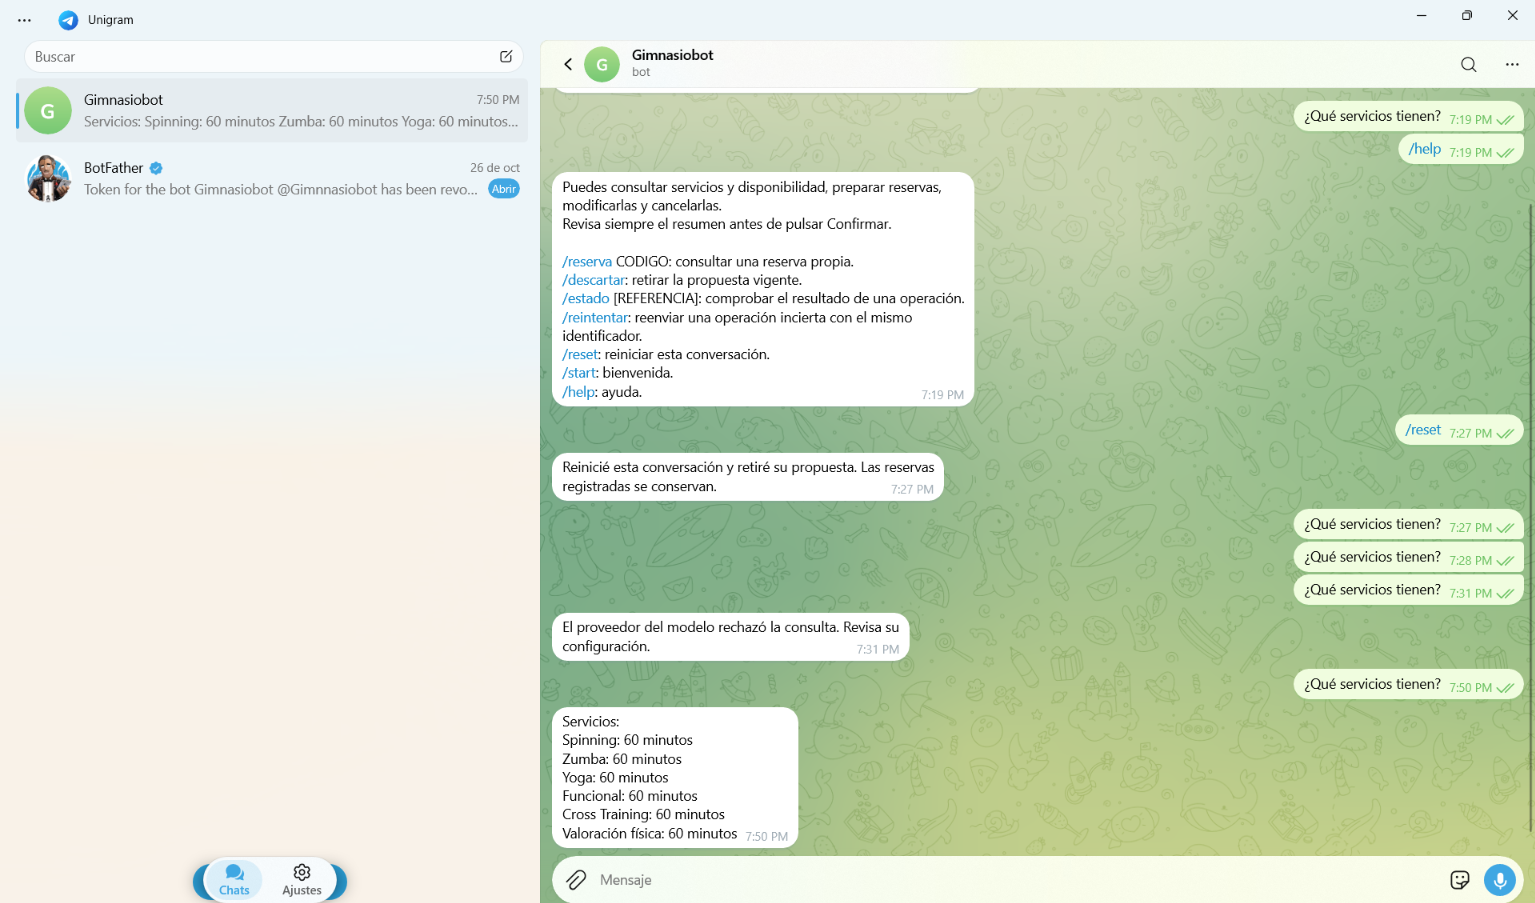 Unigram
Buscar
G
Gimnasiobot
7:50 PM
Servicios: Spinning: 60 minutos Zumba: 60 minutos Yoga: 60 minutos...
BotFather
26 de oct
Token for the bot Gimnasiobot @Gimnnasiobot has been revo...
Abrir
Chats
Ajustes
G
Gimnasiobot
bot
¿Qué servicios tienen? 7:19 PM
/help 7:19 PM
Puedes consultar servicios y disponibilidad, preparar reservas,
modificarlas y cancelarlas.
Revisa siempre el resumen antes de pulsar Confirmar.
/reserva CODIGO: consultar una reserva propia.
/descartar: retirar la propuesta vigente.
/estado [REFERENCIA]: comprobar el resultado de una operación.
/reintentar: reenviar una operación incierta con el mismo
identificador.
/reset: reiniciar esta conversación.
/start: bienvenida.
/help: ayuda.
7:19 PM
/reset 7:27 PM
Reinicié esta conversación y retiré su propuesta. Las reservas
registradas se conservan.
7:27 PM
¿Qué servicios tienen? 7:27 PM
¿Qué servicios tienen? 7:28 PM
¿Qué servicios tienen? 7:31 PM
El proveedor del modelo rechazó la consulta. Revisa su
configuración.
7:31 PM
¿Qué servicios tienen? 7:50 PM
Servicios:
Spinning: 60 minutos
Zumba: 60 minutos
Yoga: 60 minutos
Funcional: 60 minutos
Cross Training: 60 minutos
Valoración física: 60 minutos 7:50 PM
Mensaje